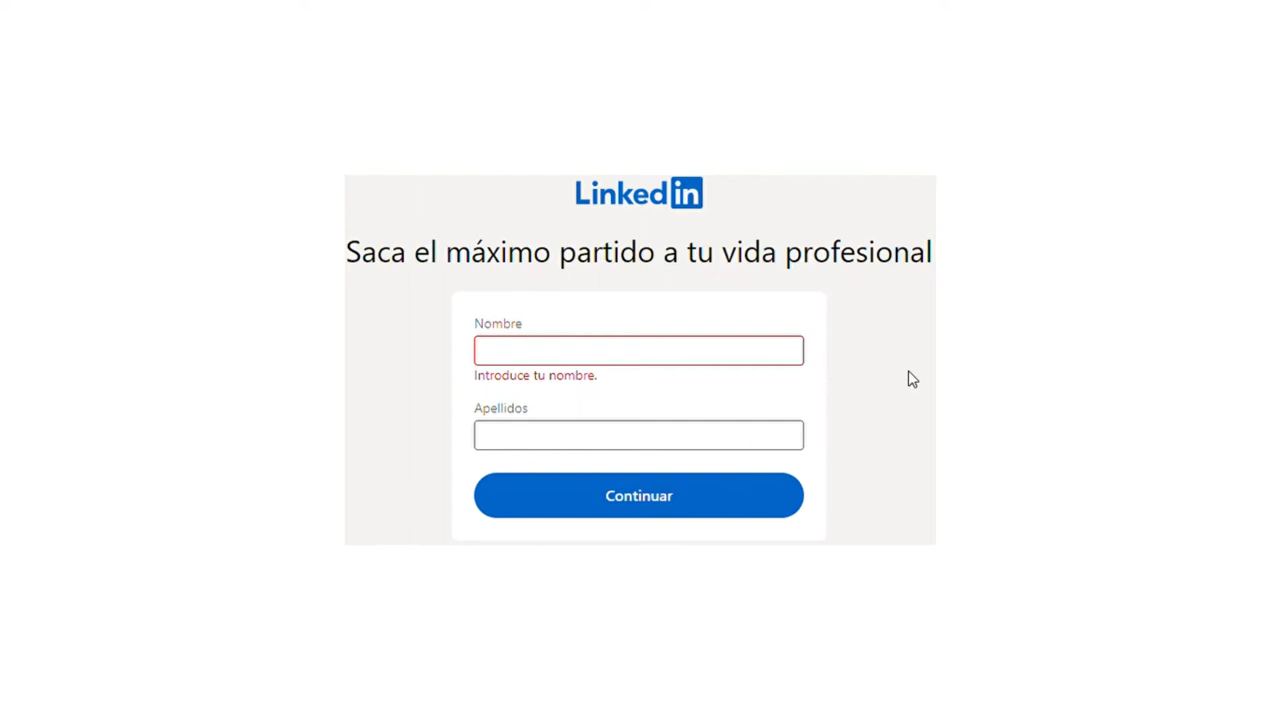 Linkedin
Saca el máximo partido a tu vida profesional
Nombre
Introduce tu nombre.
Apellidos
Continuar